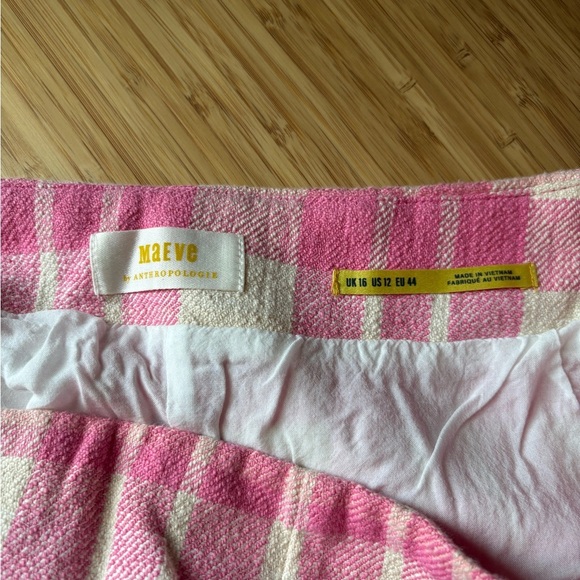 Maeve
by ANTHROPOLOGIE
UK 16 US 12 EU 44
MADE IN VIETNAM
FABRIQUÉ AU VIETNAM